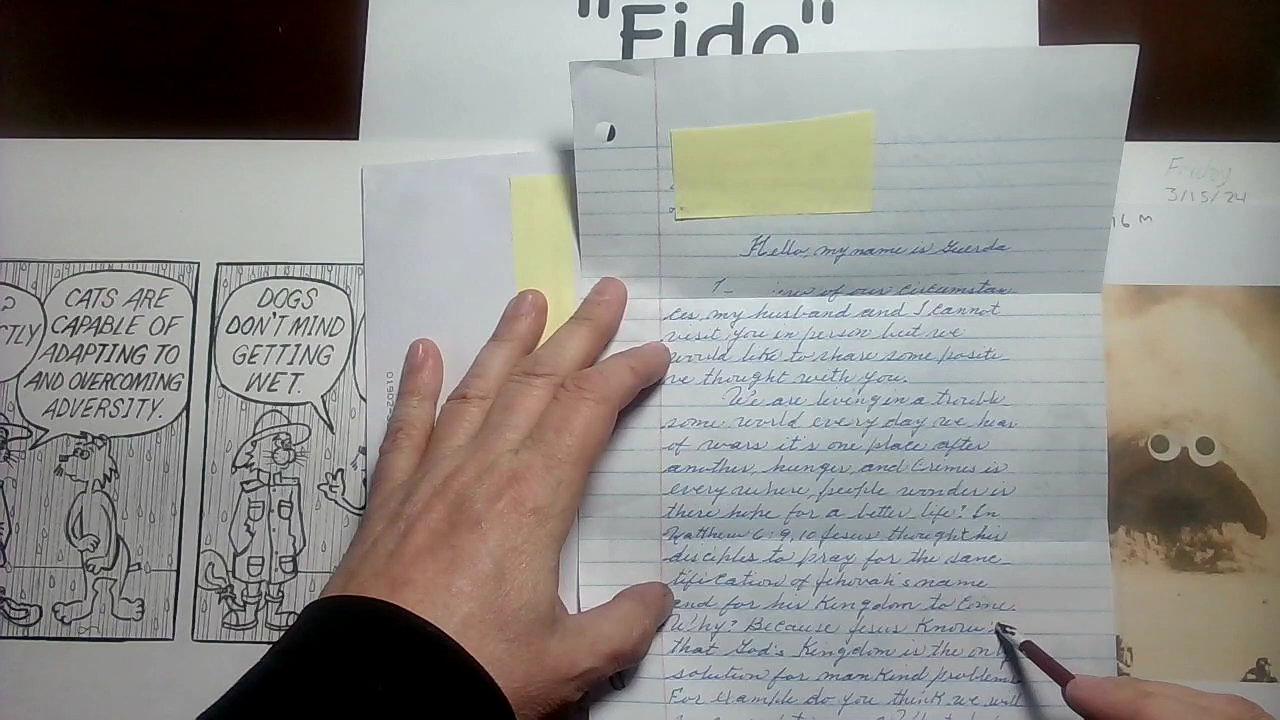 "Fido"
Friday
3/15/24
16 M
CATS ARE
CAPABLE OF
ADAPTING TO
AND OVERCOMING
ADVERSITY.
DOGS
DON'T MIND
GETTING
WET.
Hello, my name is Guerda
of our circumstan
ces, my husband and I cannot
visit you in person but we
would like to share some positi
ve thought with you.
We are living in a trouble
some world every day we hear
of wars it's one place after
another, hunger, and Crimes is
every where, people wonder is
there hope for a better life? In
Matthew 6:9,10 Jesus thought his
disciples to pray for the sanc_
tification of Jehovah's name
and for his Kingdom to Come.
Why? Because Jesus Know's
that God's Kingdom is the only
solution for man Kind problems
For Example do you think we will